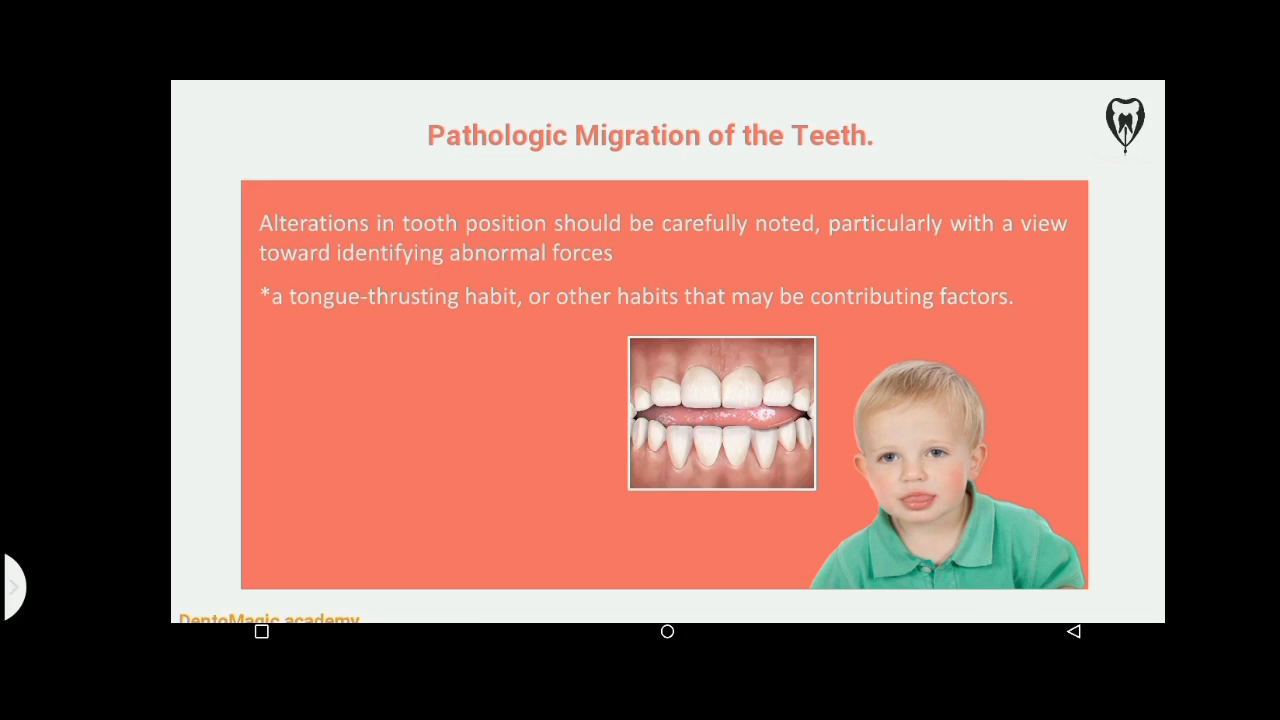 Pathologic Migration of the Teeth.
Alterations in tooth position should be carefully noted, particularly with a view
toward identifying abnormal forces
*a tongue-thrusting habit, or other habits that may be contributing factors.
DentoMagic academy